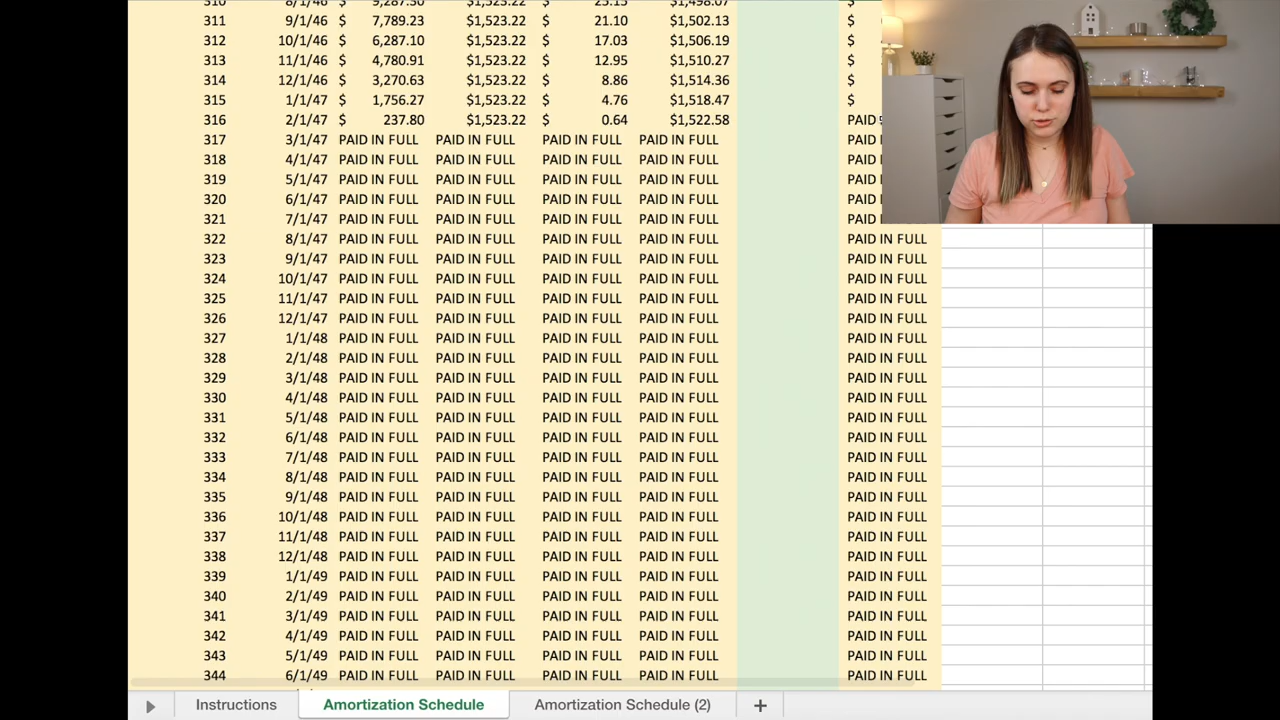 310 8/1/46 $ 9,287.30 $1,523.22 $ 25.15 $1,498.07 $
311 9/1/46 $ 7,789.23 $1,523.22 $ 21.10 $1,502.13 $
312 10/1/46 $ 6,287.10 $1,523.22 $ 17.03 $1,506.19 $
313 11/1/46 $ 4,780.91 $1,523.22 $ 12.95 $1,510.27 $
314 12/1/46 $ 3,270.63 $1,523.22 $ 8.86 $1,514.36 $
315 1/1/47 $ 1,756.27 $1,523.22 $ 4.76 $1,518.47 $
316 2/1/47 $ 237.80 $1,523.22 $ 0.64 $1,522.58 PAID
317 3/1/47 PAID IN FULL PAID IN FULL PAID IN FULL PAID IN FULL PAID
318 4/1/47 PAID IN FULL PAID IN FULL PAID IN FULL PAID IN FULL PAID
319 5/1/47 PAID IN FULL PAID IN FULL PAID IN FULL PAID IN FULL PAID
320 6/1/47 PAID IN FULL PAID IN FULL PAID IN FULL PAID IN FULL PAID
321 7/1/47 PAID IN FULL PAID IN FULL PAID IN FULL PAID IN FULL PAID
322 8/1/47 PAID IN FULL PAID IN FULL PAID IN FULL PAID IN FULL PAID IN FULL
323 9/1/47 PAID IN FULL PAID IN FULL PAID IN FULL PAID IN FULL PAID IN FULL
324 10/1/47 PAID IN FULL PAID IN FULL PAID IN FULL PAID IN FULL PAID IN FULL
325 11/1/47 PAID IN FULL PAID IN FULL PAID IN FULL PAID IN FULL PAID IN FULL
326 12/1/47 PAID IN FULL PAID IN FULL PAID IN FULL PAID IN FULL PAID IN FULL
327 1/1/48 PAID IN FULL PAID IN FULL PAID IN FULL PAID IN FULL PAID IN FULL
328 2/1/48 PAID IN FULL PAID IN FULL PAID IN FULL PAID IN FULL PAID IN FULL
329 3/1/48 PAID IN FULL PAID IN FULL PAID IN FULL PAID IN FULL PAID IN FULL
330 4/1/48 PAID IN FULL PAID IN FULL PAID IN FULL PAID IN FULL PAID IN FULL
331 5/1/48 PAID IN FULL PAID IN FULL PAID IN FULL PAID IN FULL PAID IN FULL
332 6/1/48 PAID IN FULL PAID IN FULL PAID IN FULL PAID IN FULL PAID IN FULL
333 7/1/48 PAID IN FULL PAID IN FULL PAID IN FULL PAID IN FULL PAID IN FULL
334 8/1/48 PAID IN FULL PAID IN FULL PAID IN FULL PAID IN FULL PAID IN FULL
335 9/1/48 PAID IN FULL PAID IN FULL PAID IN FULL PAID IN FULL PAID IN FULL
336 10/1/48 PAID IN FULL PAID IN FULL PAID IN FULL PAID IN FULL PAID IN FULL
337 11/1/48 PAID IN FULL PAID IN FULL PAID IN FULL PAID IN FULL PAID IN FULL
338 12/1/48 PAID IN FULL PAID IN FULL PAID IN FULL PAID IN FULL PAID IN FULL
339 1/1/49 PAID IN FULL PAID IN FULL PAID IN FULL PAID IN FULL PAID IN FULL
340 2/1/49 PAID IN FULL PAID IN FULL PAID IN FULL PAID IN FULL PAID IN FULL
341 3/1/49 PAID IN FULL PAID IN FULL PAID IN FULL PAID IN FULL PAID IN FULL
342 4/1/49 PAID IN FULL PAID IN FULL PAID IN FULL PAID IN FULL PAID IN FULL
343 5/1/49 PAID IN FULL PAID IN FULL PAID IN FULL PAID IN FULL PAID IN FULL
344 6/1/49 PAID IN FULL PAID IN FULL PAID IN FULL PAID IN FULL PAID IN FULL
Instructions Amortization Schedule Amortization Schedule (2) +